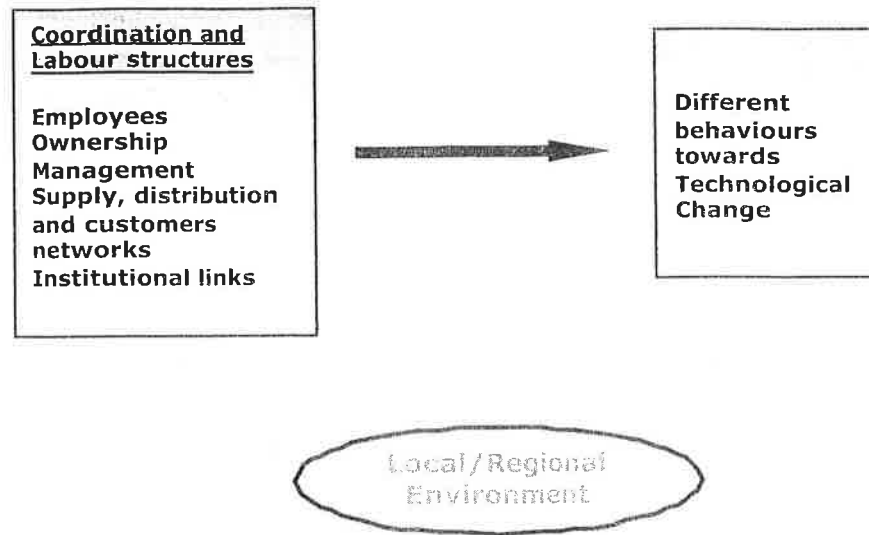 Coordination and
Labour structures
Employees
Ownership
Management
Supply, distribution
and customers
networks
Institutional links
Different
behaviours
towards
Technological
Change
Local/Regional
Environment